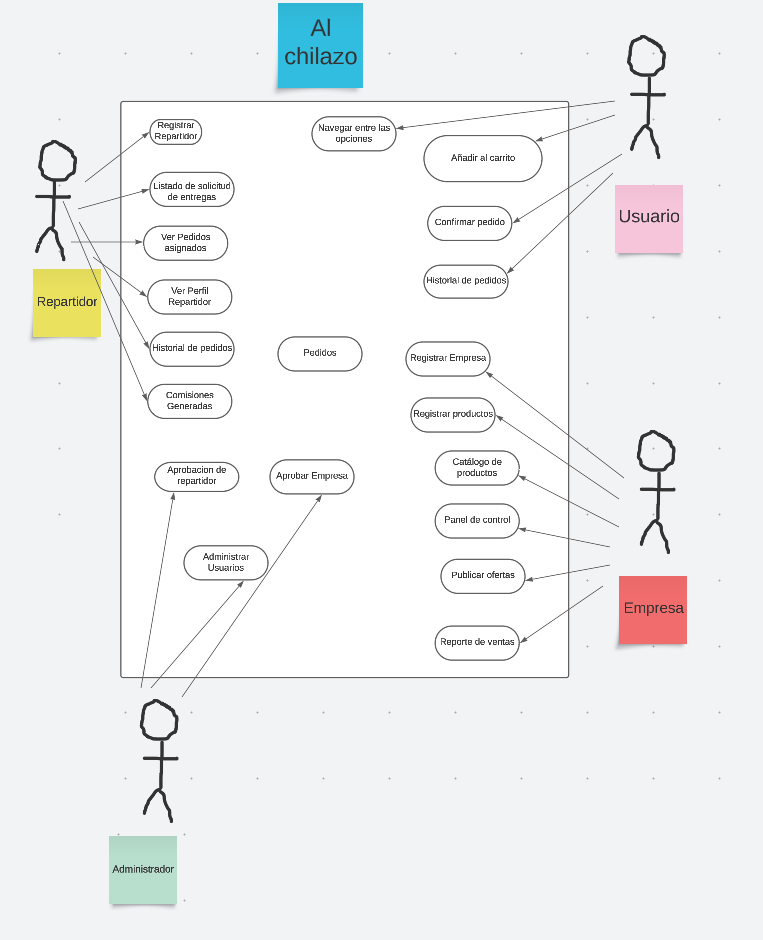 Al
chilazo
Registrar
Repartidor
Navegar entre las
opciones
Añadir al carrito
Listado de solicitud
de entregas
Confirmar pedido
Usuario
Ver Pedidos
asignados
Historial de pedidos
Repartidor
Ver Perfil
Repartidor
Historial de pedidos
Pedidos
Registrar Empresa
Comisiones
Generadas
Registrar productos
Aprobacion de
repartidor
Aprobar Empresa
Catálogo de
productos
Panel de control
Administrar
Usuarios
Publicar ofertas
Empresa
Reporte de ventas
Administrador